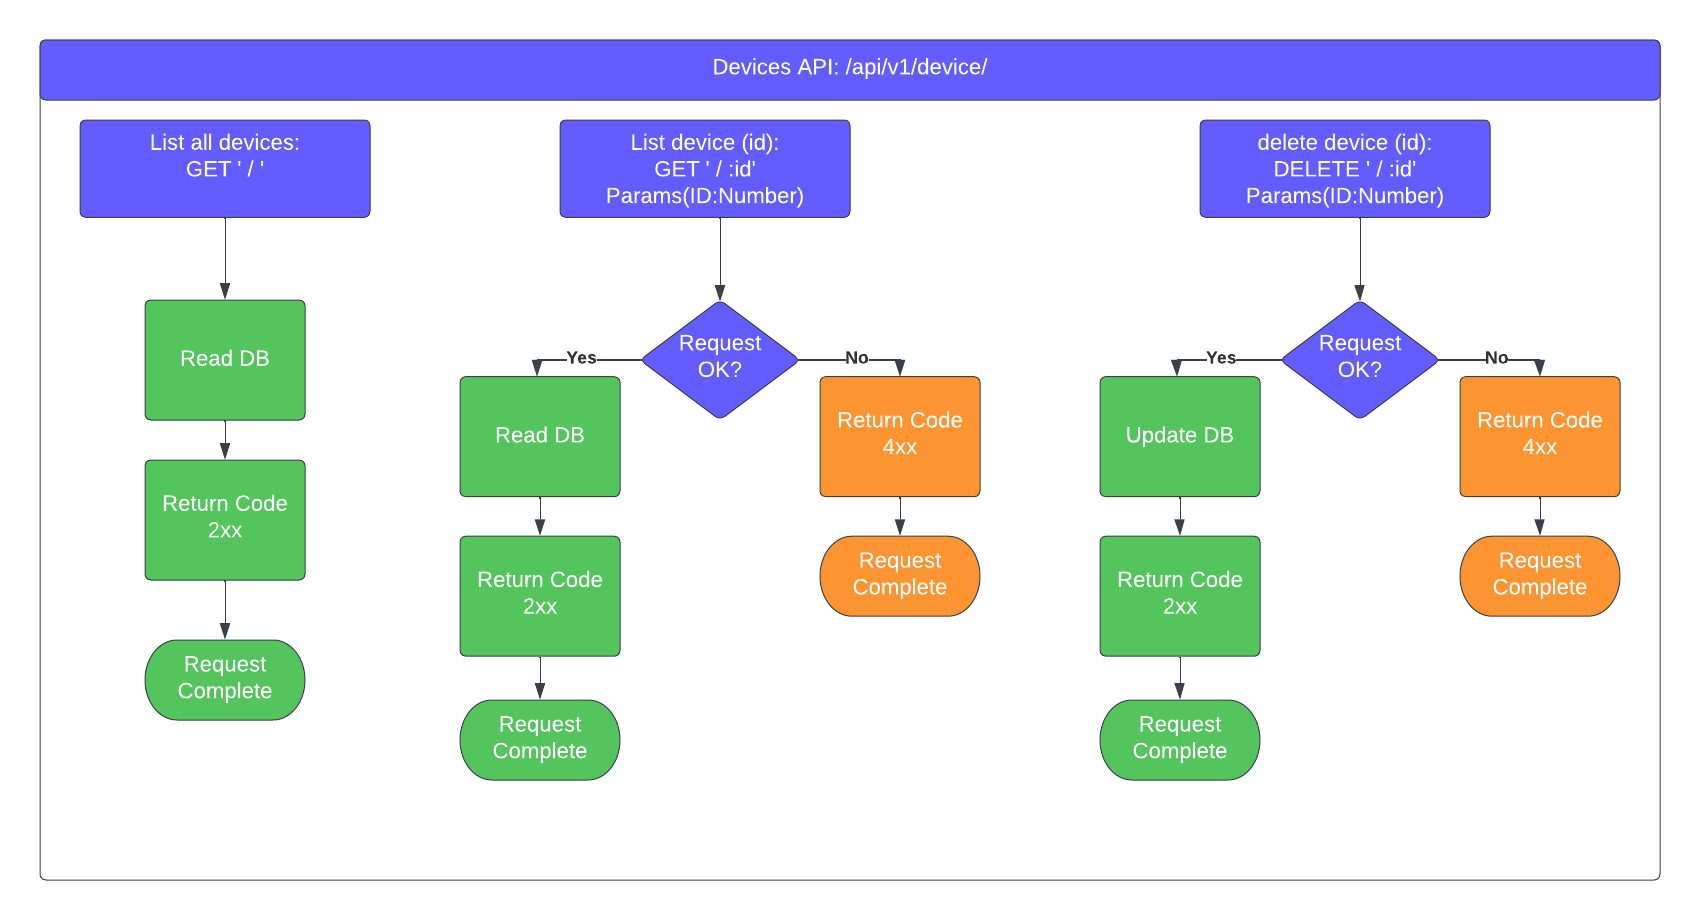 Devices API: /api/v1/device/
List all devices:
GET ' / '
Read DB
Return Code
2xx
Request
Complete
List device (id):
GET ' / :id'
Params(ID:Number)
Request
OK?
Yes
No
Read DB
Return Code
2xx
Request
Complete
Return Code
4xx
Request
Complete
delete device (id):
DELETE ' / :id'
Params(ID:Number)
Request
OK?
Yes
No
Update DB
Return Code
2xx
Request
Complete
Return Code
4xx
Request
Complete